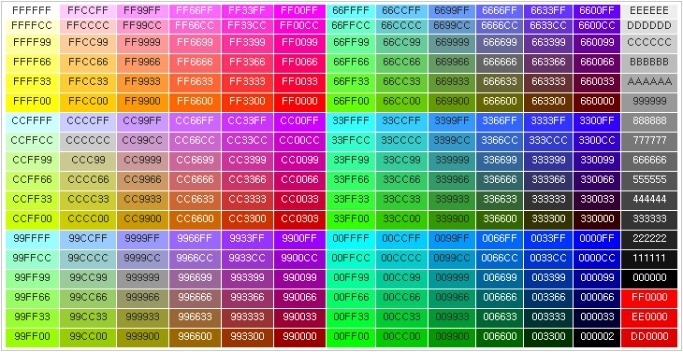 FFFFFF FFCCFF FF99FF FF66FF FF33FF FF00FF 66FFFF 66CCFF 6699FF 6666FF 6633FF 6600FF EEEEEE
FFFFCC FFCCCC FF99CC FF66CC FF33CC FF00CC 66FFCC 66CCCC 6699CC 6666CC 6633CC 6600CC DDDDDD
FFFF99 FFCC99 FF9999 FF6699 FF3399 FF0099 66FF99 66CC99 669999 666699 663399 660099 CCCCCC
FFFF66 FFCC66 FF9966 FF6666 FF3366 FF0066 66FF66 66CC66 669966 666666 663366 660066 BBBBBB
FFFF33 FFCC33 FF9933 FF6633 FF3333 FF0033 66FF33 66CC33 669933 666633 663333 660033 AAAAAA
FFFF00 FFCC00 FF9900 FF6600 FF3300 FF0000 66FF00 66CC00 669900 666600 663300 660000 999999
CCFFFF CCCCFF CC99FF CC66FF CC33FF CC00FF 33FFFF 33CCFF 3399FF 3366FF 3333FF 3300FF 888888
CCFFCC CCCCCC CC99CC CC66CC CC33CC CC00CC 33FFCC 33CCCC 3399CC 3366CC 333CCC 3300CC 777777
CCFF99 CCC99 CC9999 CC6699 CC3399 CC0099 33FF99 33CC99 339999 336699 333399 330099 666666
CCFF66 CCCC66 CC9966 CC6666 CC3366 CC0066 33FF66 33CC66 339966 336666 333366 330066 555555
CCFF33 CCCC33 CC9933 CC6633 CC3333 CC0033 33FF33 33CC33 339933 336633 333333 330033 444444
CCFF00 CCCC00 CC9900 CC6600 CC3300 CC0303 33FF00 33CC00 339900 336600 333300 330000 333333
99FFFF 99CCFF 9999FF 9966FF 9933FF 9900FF 00FFFF 00CCFF 0099FF 0066FF 0033FF 0000FF 222222
99FFCC 99CCCC 9999CC 9966CC 9933CC 9900CC 00FFCC 00CCCC 0099CC 0066CC 0033CC 0000CC 111111
99FF99 99CC99 999999 996699 993399 990099 00FF99 00CC99 009999 006699 003399 000099 000000
99FF66 99CC66 999966 996666 993366 990066 00FF66 00CC66 009966 006666 003366 000066 FF0000
99FF33 99CC33 999933 996633 993333 990033 00FF33 00CC33 009933 006633 003333 000033 EE0000
99FF00 99CC00 999900 996600 993300 990000 00FF00 00CC00 009900 006600 003300 000002 DD0000